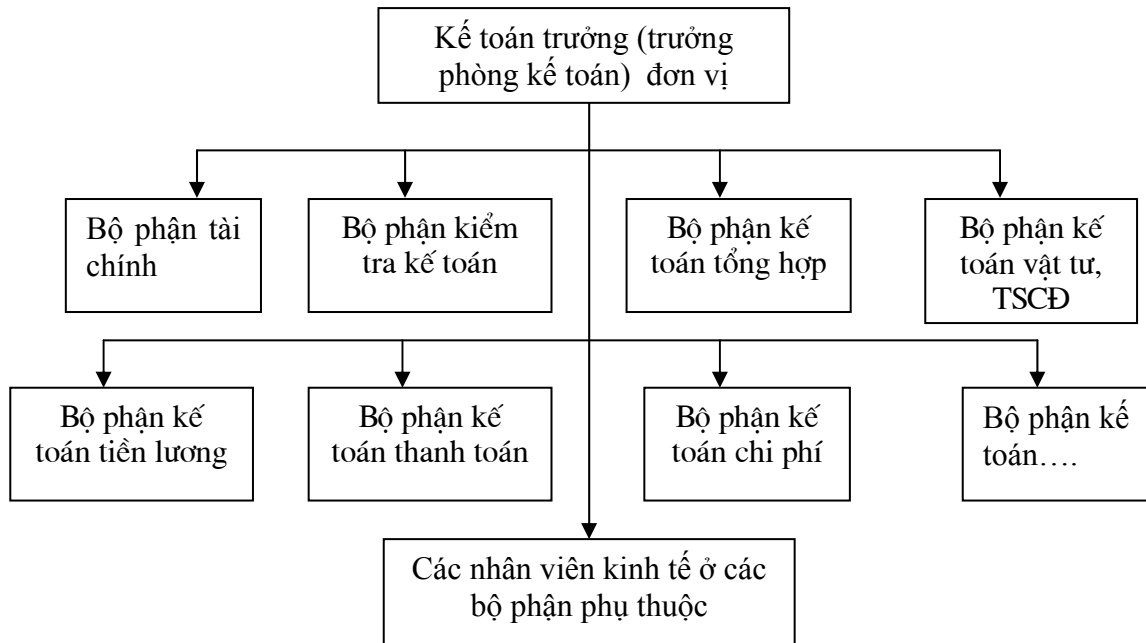 Kế toán trưởng (trưởng
phòng kế toán) đơn vị
Bộ phận tài
chính
Bộ phận kiểm
tra kế toán
Bộ phận kế
toán tổng hợp
Bộ phận kế
toán vật tư,
TSCĐ
Bộ phận kế
toán tiền lương
Bộ phận kế
toán thanh toán
Bộ phận kế
toán chi phí
Bộ phận kế
toán....
Các nhân viên kinh tế ở các
bộ phận phụ thuộc